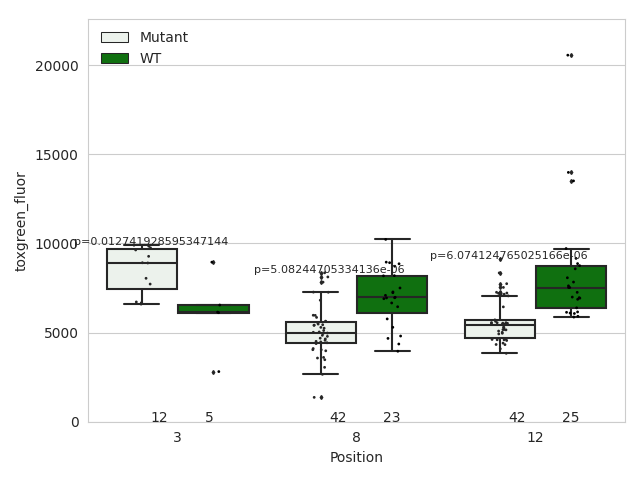 Mutant
WT
toxgreen_fluor
20000
15000
10000
5000
0
p=0.012741928595347144
p=5.08244705334136e-06
p=6.074124765025166e-06
12 5 42 23 42 25
3 8 12
Position